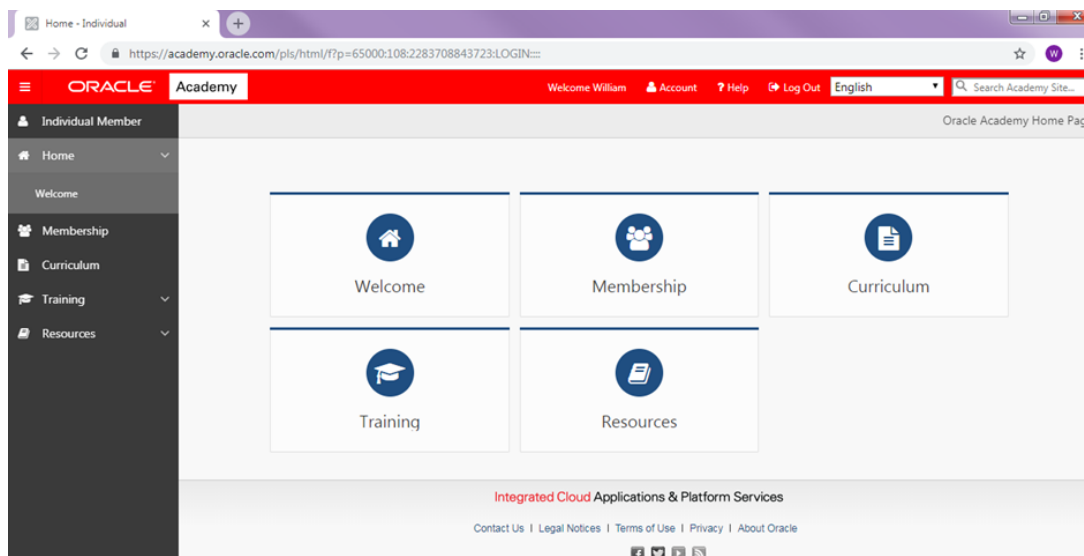 Home - Individual
https://academy.oracle.com/pls/html/f?p=65000:108:2283708843723:LOGIN::::
W
ORACLE Academy
Welcome William Account ? Help Log Out English Search Academy Site...
Individual Member
Oracle Academy Home Pag
Home
Welcome
Membership
Curriculum
Training
Resources
Welcome
Membership
Curriculum
Training
Resources
Integrated Cloud Applications & Platform Services
Contact Us | Legal Notices | Terms of Use | Privacy | About Oracle